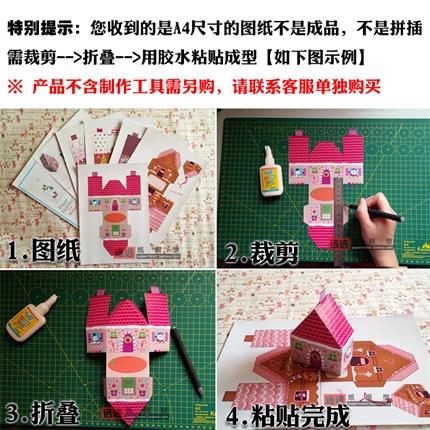 特别提示：您收到的是A4尺寸的图纸不是成品，不是拼插
需裁剪-->折叠-->用胶水粘贴成型【如下图示例】
※ 产品不含制作工具需另购，请联系客服单独购买
1.图纸
2.裁剪
3.折叠
4.粘贴完成